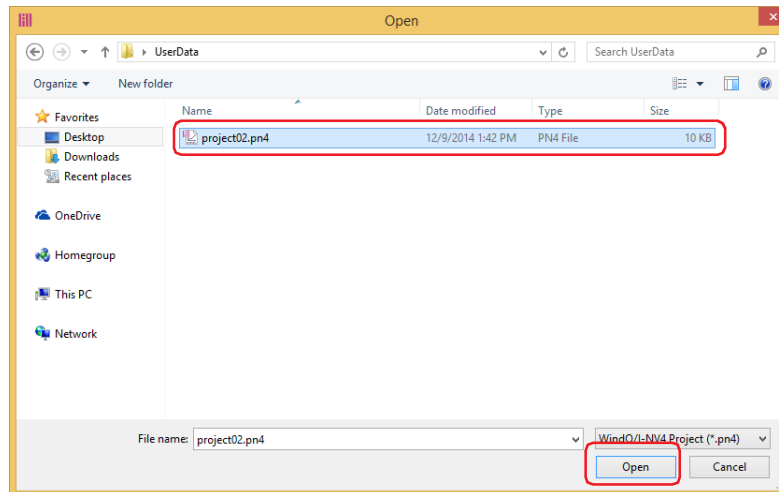 Open
UserData
Search UserData
Organize
New folder
Name
Date modified
Type
Size
Favorites
project02.pn4
12/9/2014 1:42 PM
PN4 File
10 KB
Desktop
Downloads
Recent places
OneDrive
Homegroup
This PC
Network
File name:
project02.pn4
WindO/I-NV4 Project (*.pn4)
Open
Cancel